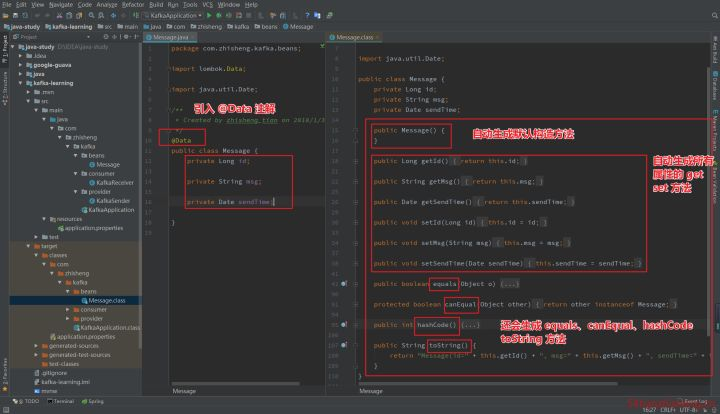 File Edit View Navigate Code Analyze Refactor Build Run Tools VCS Window Help
KafkaApplication
java-study
kafka-learning
src
main
java
com
zhisheng
kafka
beans
Message
Project
java-study D:\IDEA\java-study
.idea
google-guava
java
kafka-learning
.mvn
src
main
java
com
zhisheng
kafka
beans
Message
consumer
KafkaReceiver
provider
KafkaSender
KafkaApplication
resources
application.properties
test
target
classes
com
zhisheng
kafka
beans
Message.class
consumer
provider
KafkaApplication.class
application.properties
generated-sources
generated-test-sources
test-classes
.gitignore
kafka-learning.iml
mvnw
Message.java
package com.zhisheng.kafka.beans;
import lombok.Data;
import java.util.Date;
引入 @Data 注解
/**
* Created by zhisheng_tian on 2018/1/3
*/
@Data
public class Message {
private Long id;
private String msg;
private Date sendTime;
}
Message
Message.class
import java.util.Date;
public class Message {
private Long id;
private String msg;
private Date sendTime;
public Message() {
}
自动生成默认构造方法
public Long getId() { return this.id; }
public String getMsg() { return this.msg; }
public Date getSendTime() { return this.sendTime; }
public void setId(Long id) { this.id = id; }
public void setMsg(String msg) { this.msg = msg; }
public void setSendTime(Date sendTime) { this.sendTime = sendTime; }
自动生成所有
属性的 get
set 方法
public boolean equals(Object o) {...}
protected boolean canEqual(Object other) { return other instanceof Message; }
public int hashCode() {...}
还会生成 equals、canEqual、hashCode
toString 方法
public String toString() {
return "Message(id=" + this.getId() + ", msg=" + this.getMsg() + ", sendTime=" + t
}
}
Message
6: TODO
Terminal
Spring
Event Log
16:27 CRLF÷ UTF-8÷